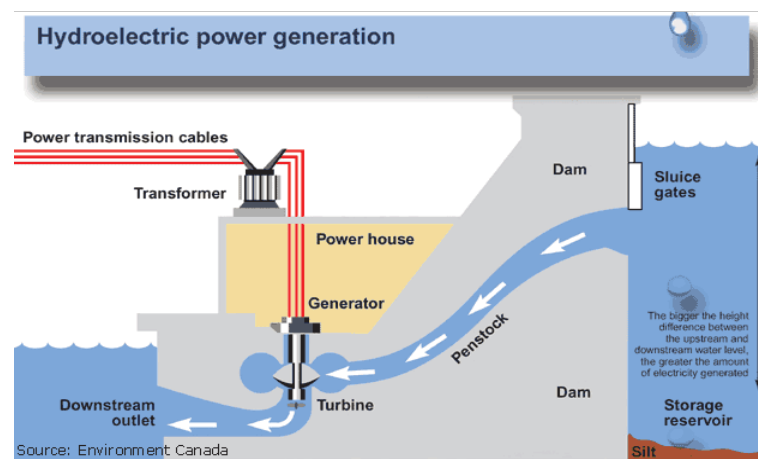 Hydroelectric power generation
Power transmission cables
Transformer
Dam
Sluice
gates
Power house
Generator
Penstock
The bigger the height
difference between
the upstream and
downstream water level,
the greater the amount
of electricity generated
Downstream
outlet
Turbine
Dam
Storage
reservoir
Source: Environment Canada
Silt